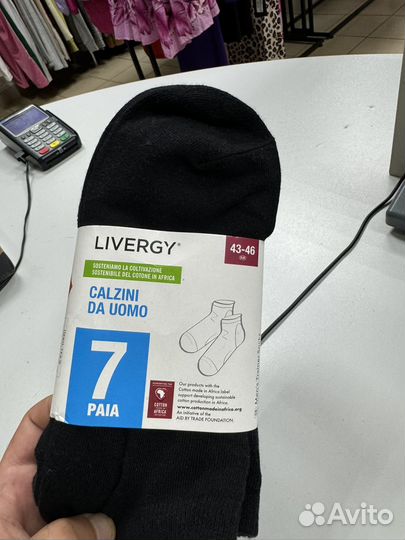 LIVERGY®
43-46
SOSTENIAMO LA COLTIVAZIONE
SOSTENIBILE DEL COTONE IN AFRICA
CALZINI
DA UOMO
7
PAIA
COTTON
Our products with the
Cotton made in Africa label
support developing sustainable
cotton production in Africa.
www.cottonmadeinafrica.org
An initiative of the
AID BY TRADE FOUNDATION.
Avito